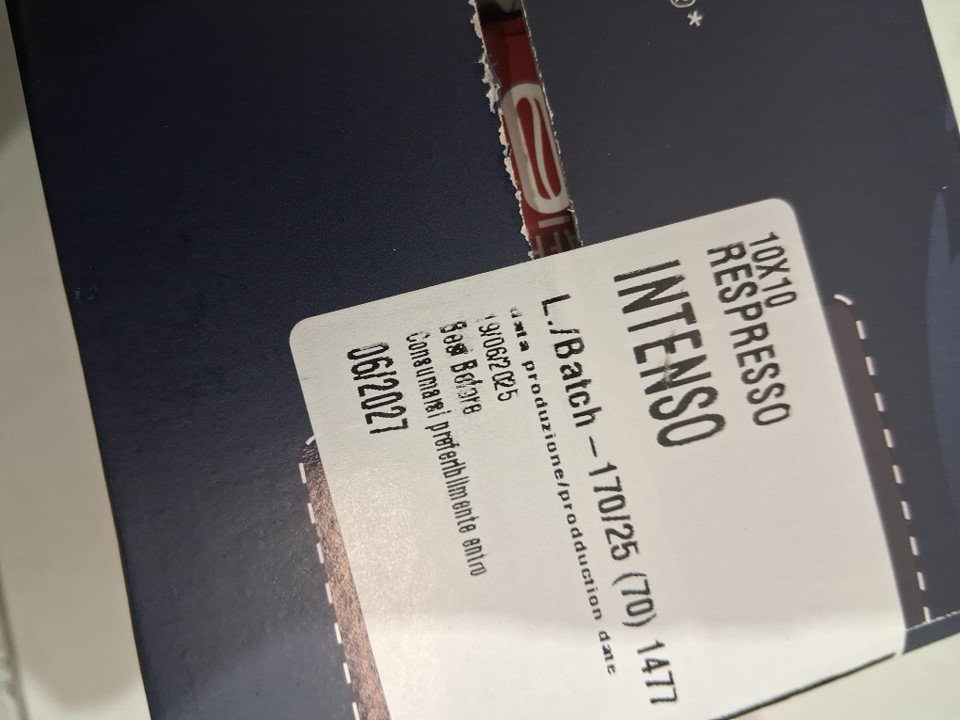 10X10
RESPRESSO
INTENSO
L./Batch – 170/25 (70) 1477
data produzione/prodduction date
19/06/2025
Best Before
Consumarsi preferibilmente entro
06/2027
*